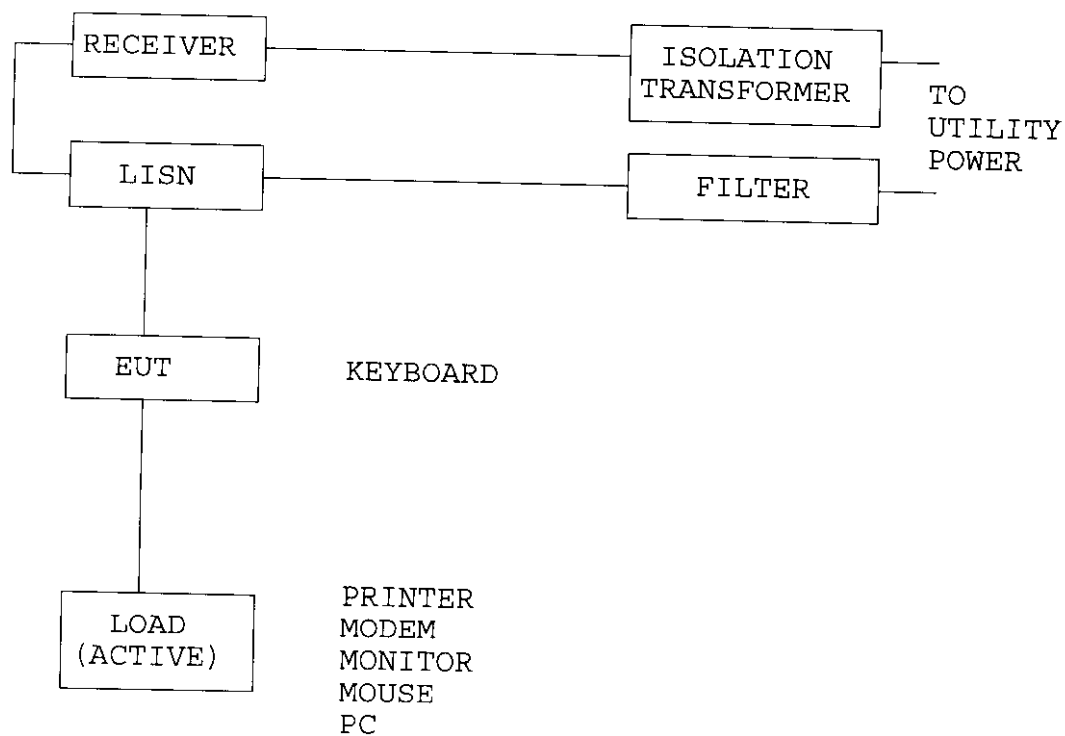 RECEIVER
ISOLATION
TRANSFORMER
TO
UTILITY
POWER
LISN
FILTER
EUT
KEYBOARD
LOAD
(ACTIVE)
PRINTER
MODEM
MONITOR
MOUSE
PC